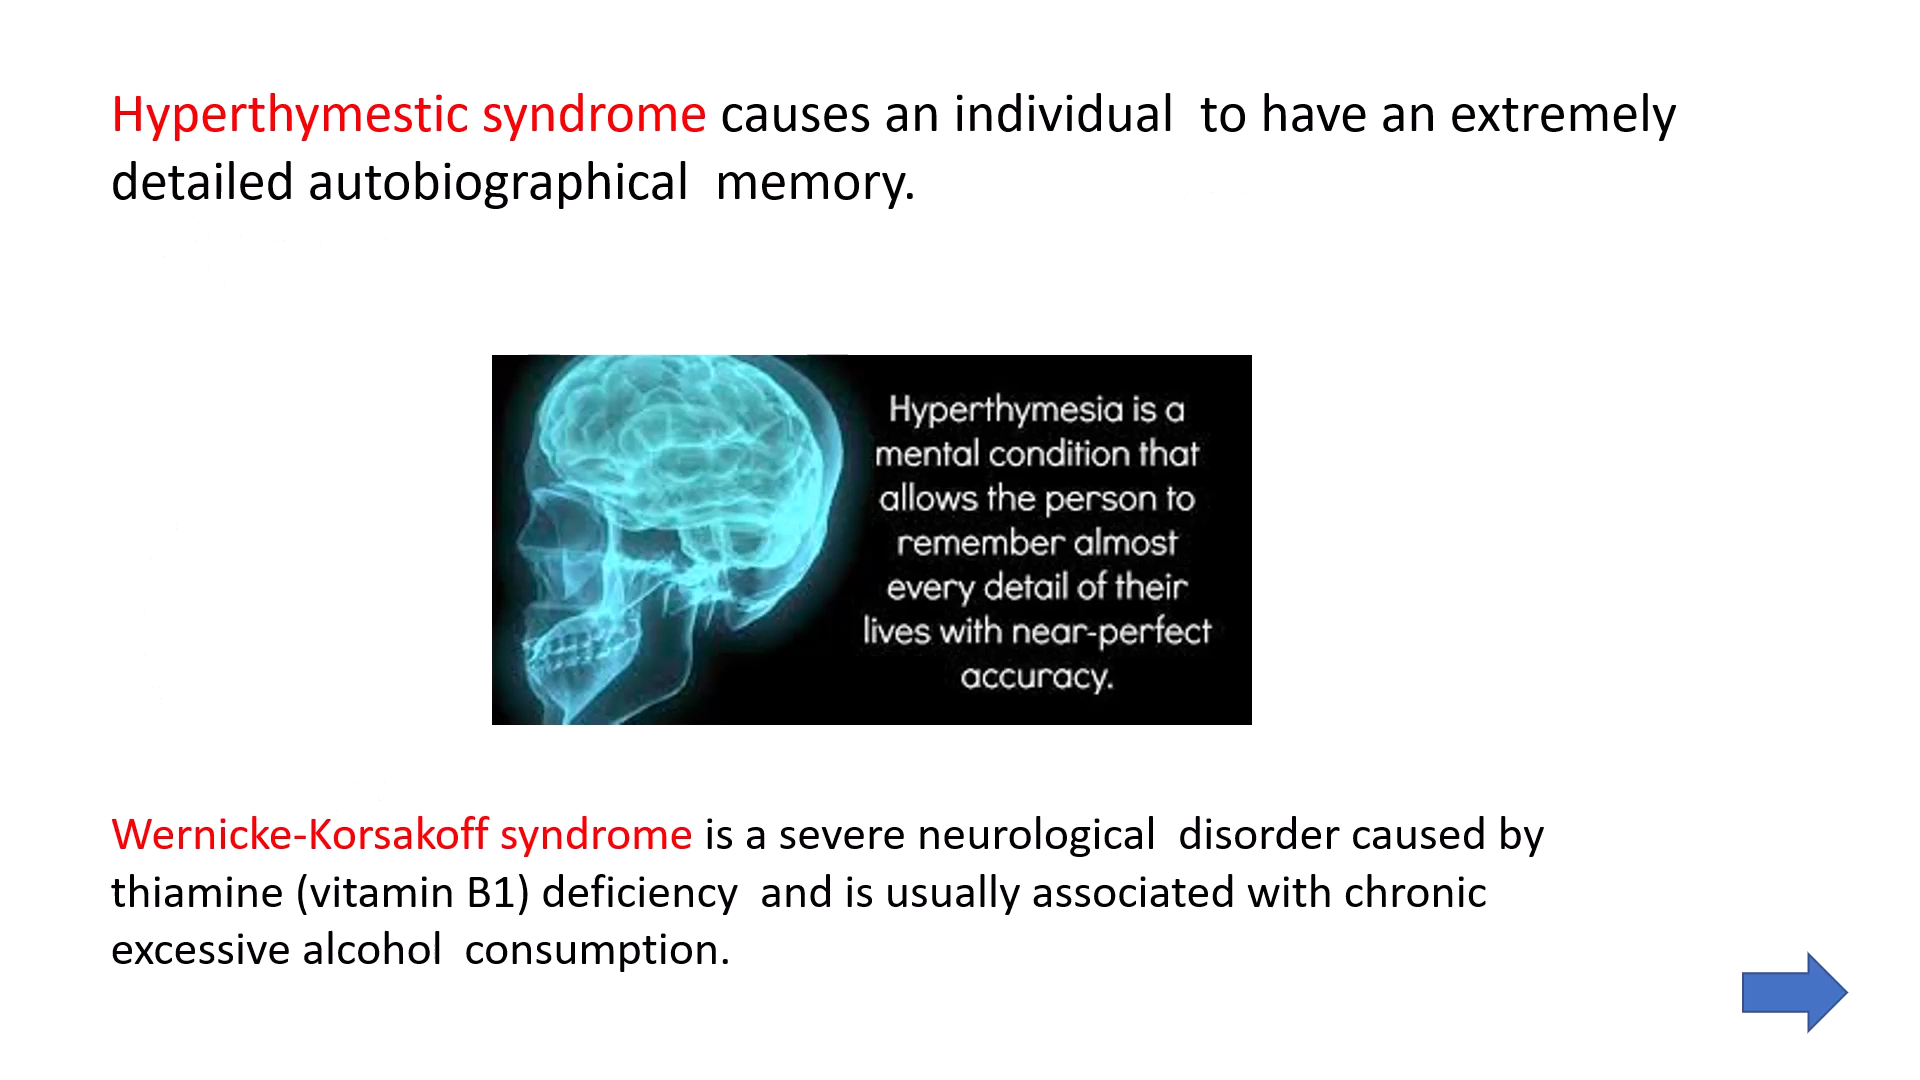 Hyperthymestic syndrome causes an individual  to have an extremely
detailed autobiographical  memory.
Hyperthymesia is a
mental condition that
allows the person to
remember almost
every detail of their
lives with near-perfect
accuracy.
Wernicke-Korsakoff syndrome is a severe neurological  disorder caused by
thiamine (vitamin B1) deficiency  and is usually associated with chronic
excessive alcohol  consumption.